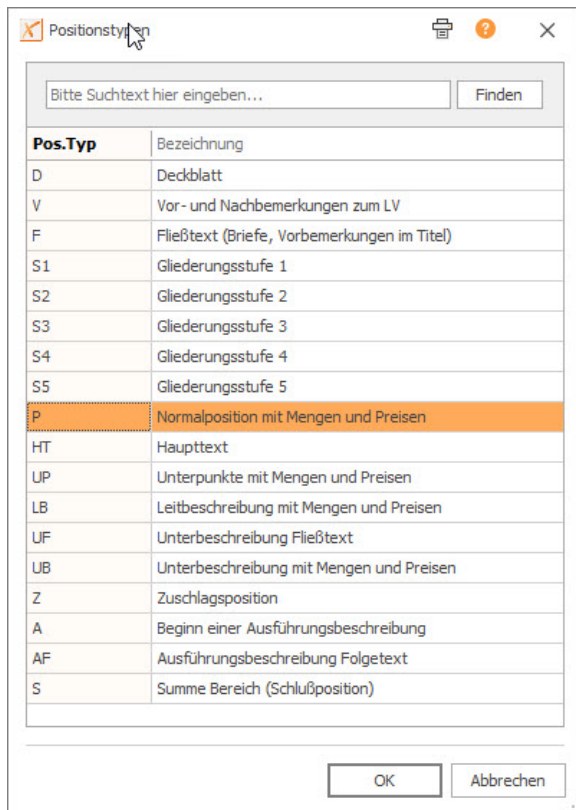 Positionstypen
Bitte Suchtext hier eingeben... Finden
Pos.Typ Bezeichnung
D Deckblatt
V Vor- und Nachbemerkungen zum LV
F Fließtext (Briefe, Vorbemerkungen im Titel)
S1 Gliederungsstufe 1
S2 Gliederungsstufe 2
S3 Gliederungsstufe 3
S4 Gliederungsstufe 4
S5 Gliederungsstufe 5
P Normalposition mit Mengen und Preisen
HT Haupttext
UP Unterpunkte mit Mengen und Preisen
LB Leitbeschreibung mit Mengen und Preisen
UF Unterbeschreibung Fließtext
UB Unterbeschreibung mit Mengen und Preisen
Z Zuschlagsposition
A Beginn einer Ausführungsbeschreibung
AF Ausführungsbeschreibung Folgetext
S Summe Bereich (Schlußposition)
OK Abbrechen